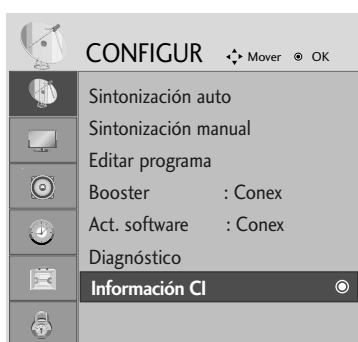 CONFIGUR Mover OK
Sintonización auto
Sintonización manual
Editar programa
Booster : Conex
Act. software : Conex
Diagnóstico
Información CI